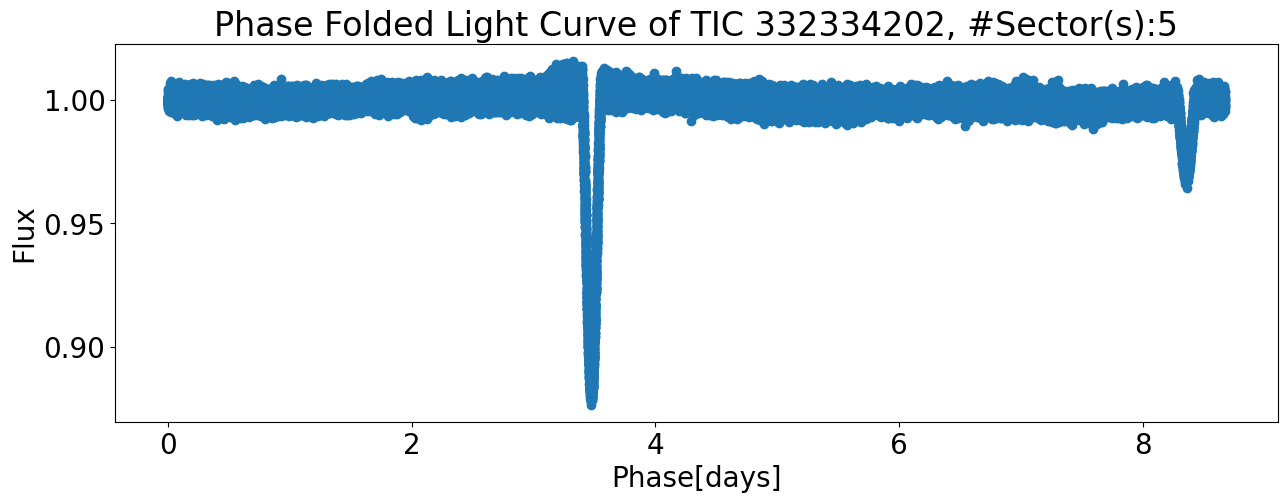 Phase Folded Light Curve of TIC 332334202, #Sector(s):5
Flux
1.00
0.95
0.90
0 2 4 6 8
Phase[days]